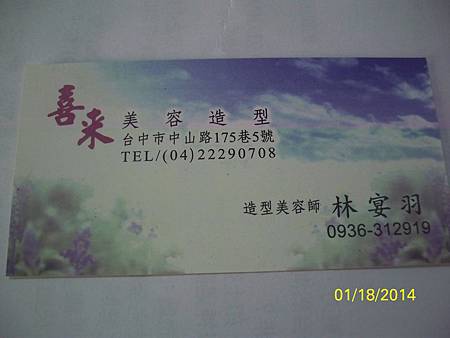 喜来
美容造型
台中市中山路175巷5號
TEL/(04)22290708
造型美容師 林宴羽
0936-312919
01/18/2014